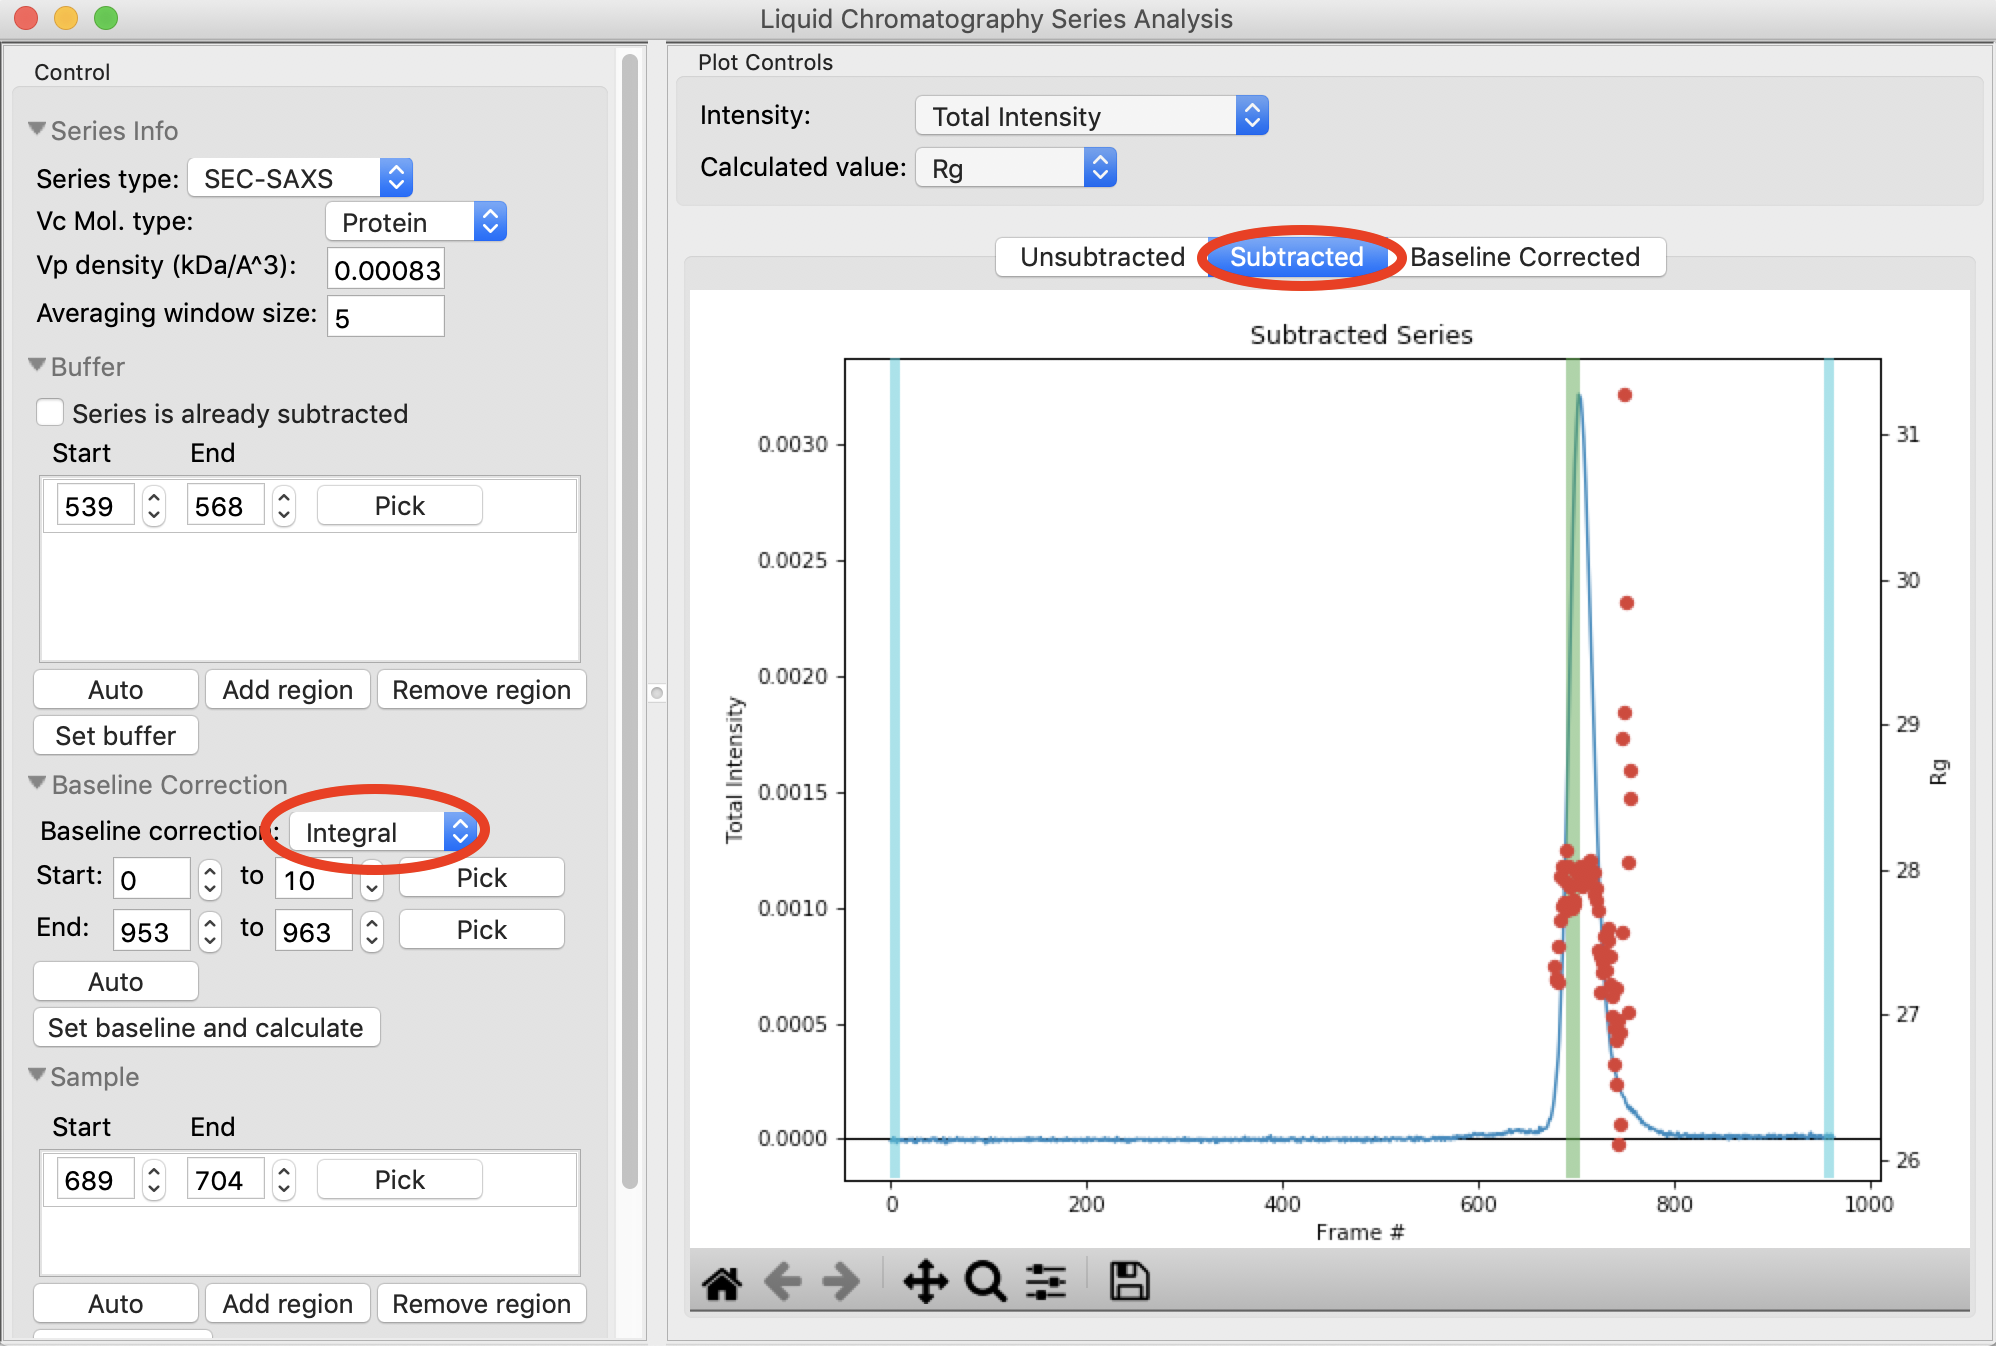 Liquid Chromatography Series Analysis
Control
Series Info
Series type: SEC-SAXS
Vc Mol. type: Protein
Vp density (kDa/A^3): 0.00083
Averaging window size: 5
Buffer
Series is already subtracted
Start End
539 568 Pick
Auto Add region Remove region
Set buffer
Baseline Correction
Baseline correction: Integral
Start: 0 to 10 Pick
End: 953 to 963 Pick
Auto
Set baseline and calculate
Sample
Start End
689 704 Pick
Auto Add region Remove region
Plot Controls
Intensity: Total Intensity
Calculated value: Rg
Unsubtracted Subtracted Baseline Corrected
Subtracted Series
Total Intensity
0.0030
0.0025
0.0020
0.0015
0.0010
0.0005
0.0000
31
30
29
28
27
26
Rg
0 200 400 600 800 1000
Frame #